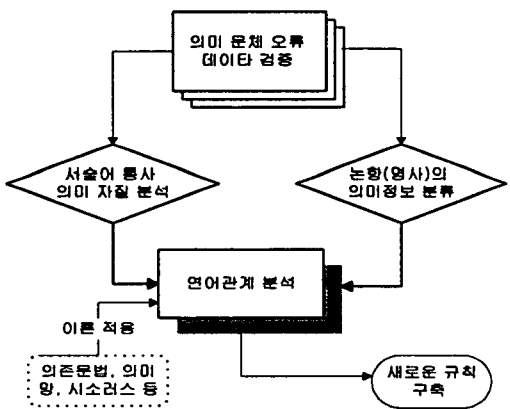 의미 문체 오류
데이타 검증
서술어 통사
의미 자질 분석
논항(명사)의
의미정보 분류
연어관계 분석
이론 적용
의존문법, 의미
망, 시소러스 등
새로운 규칙
구축